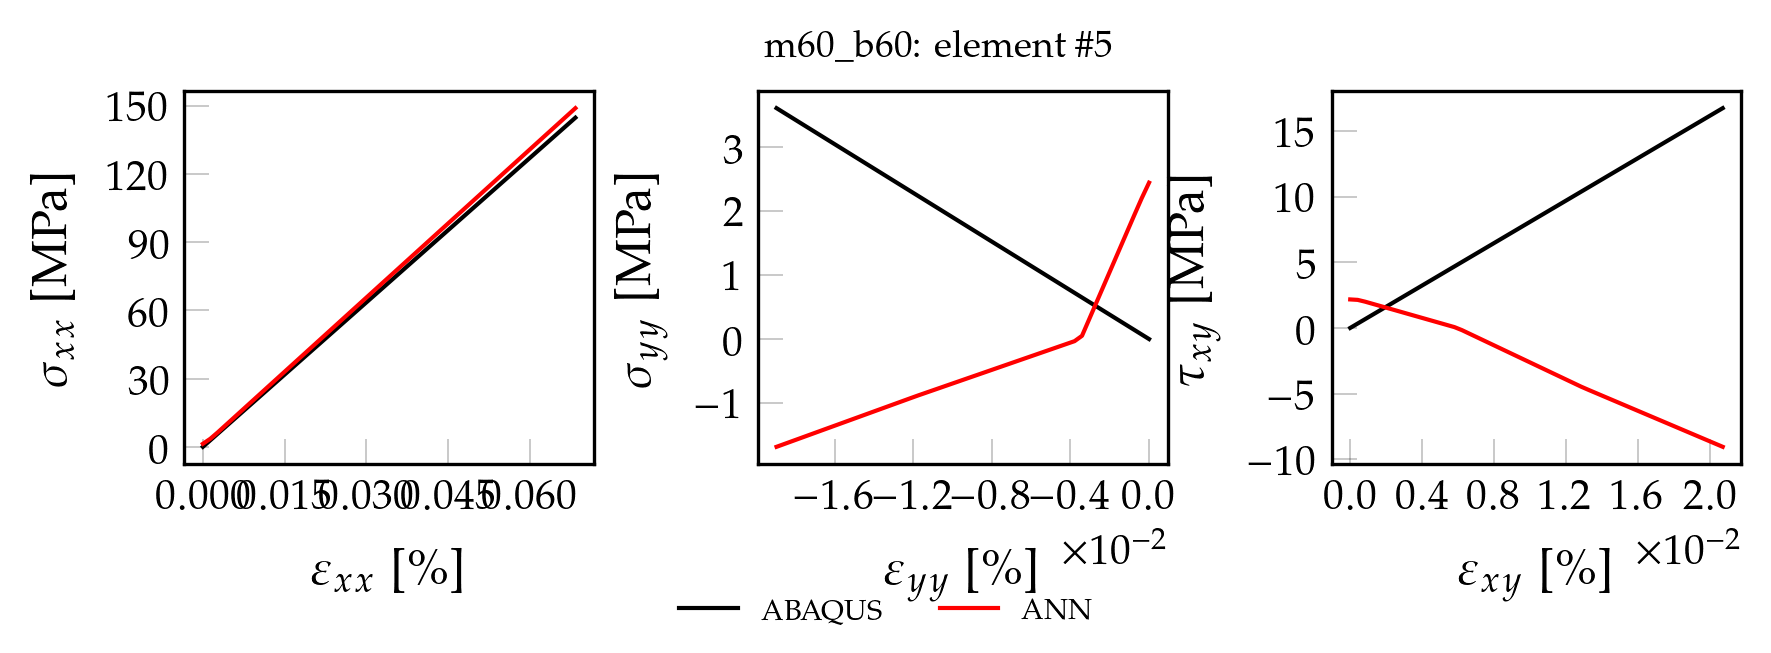 m60_b60: element #5
σxx [MPa]
150
120
90
60
30
0
0.000 0.015 0.030 0.045 0.060
εxx [%]
σyy [MPa]
3
2
1
0
−1
−1.6 −1.2 −0.8 −0.4 0.0
×10−2
εyy [%]
τxy [MPa]
15
10
5
0
−5
−10
0.0 0.4 0.8 1.2 1.6 2.0
×10−2
εxy [%]
ABAQUS ANN